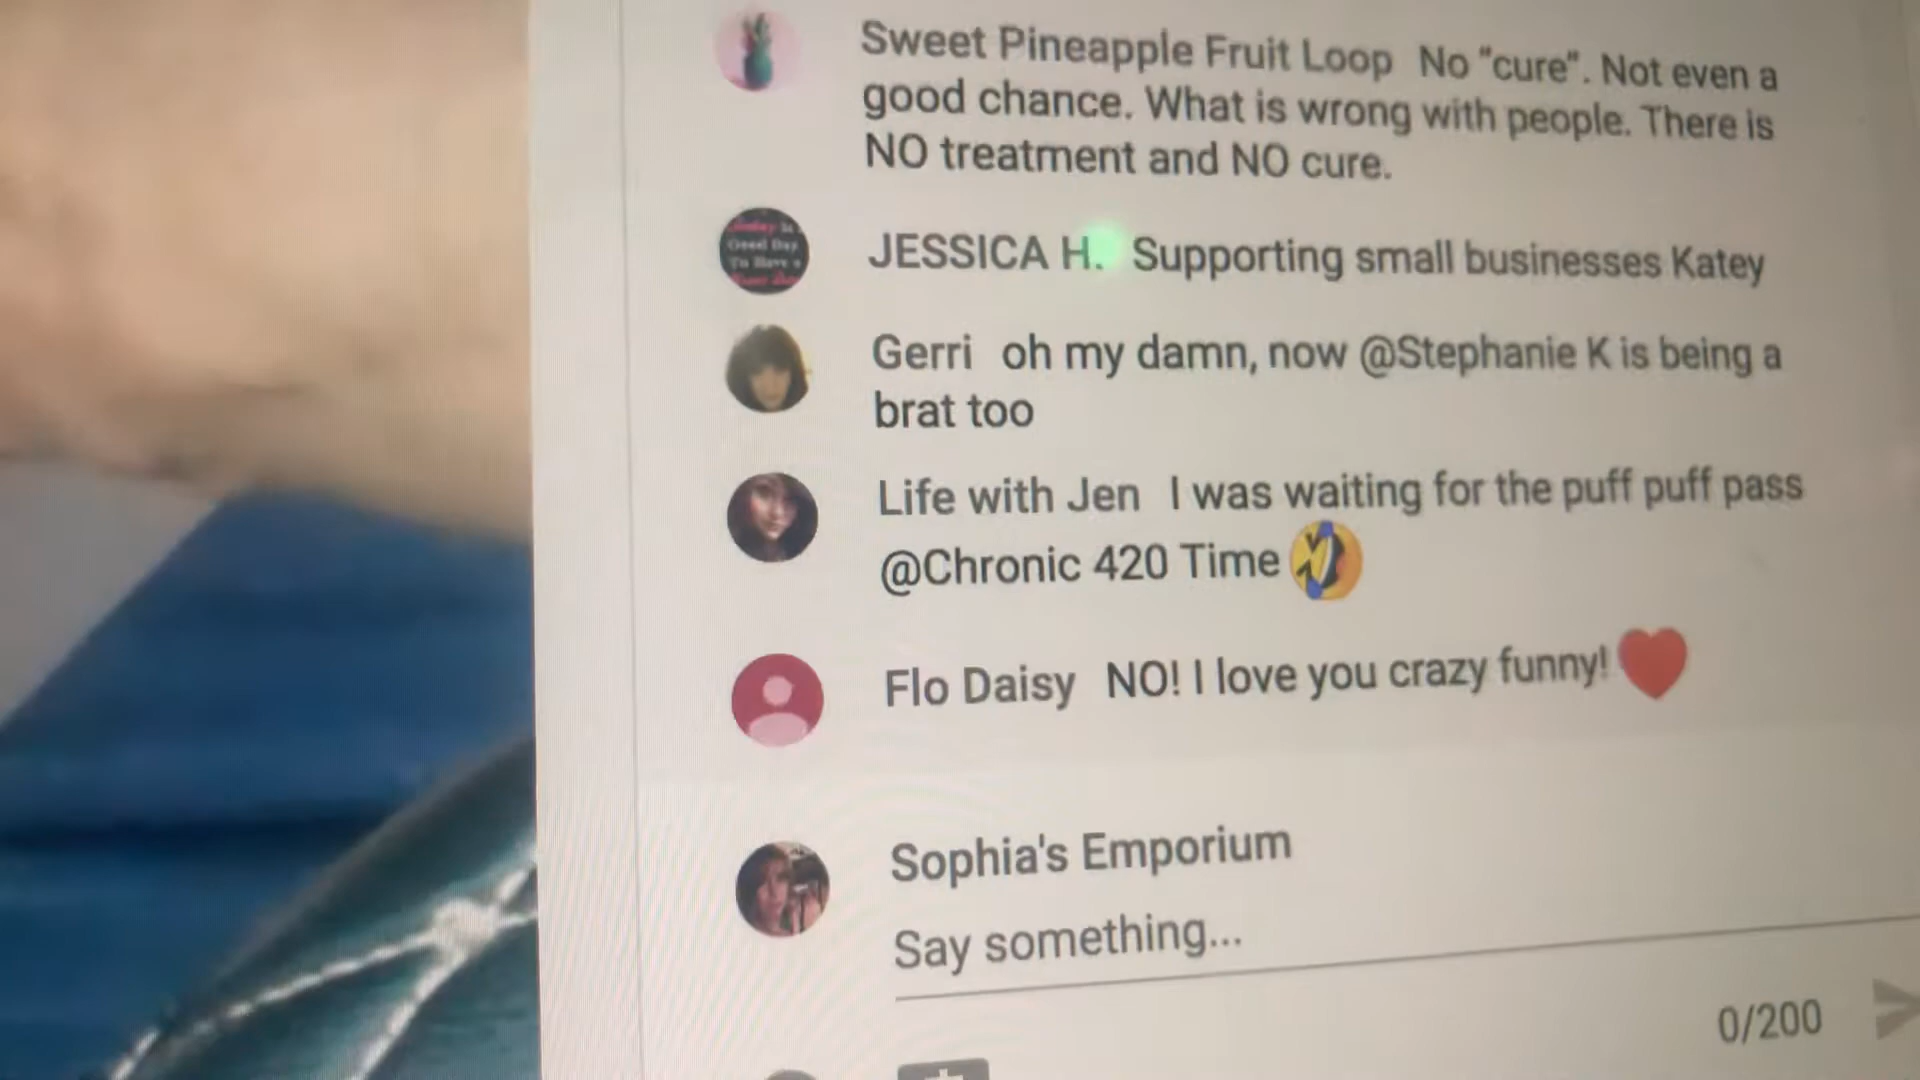 Sweet Pineapple Fruit Loop No "cure". Not even a
good chance. What is wrong with people. There is
NO treatment and NO cure.
JESSICA H. Supporting small businesses Katey
Gerri oh my damn, now @Stephanie K is being a
brat too
Life with Jen I was waiting for the puff puff pass
@Chronic 420 Time 🤣
Flo Daisy NO! I love you crazy funny! ❤️
Sophia's Emporium
Say something...
0/200